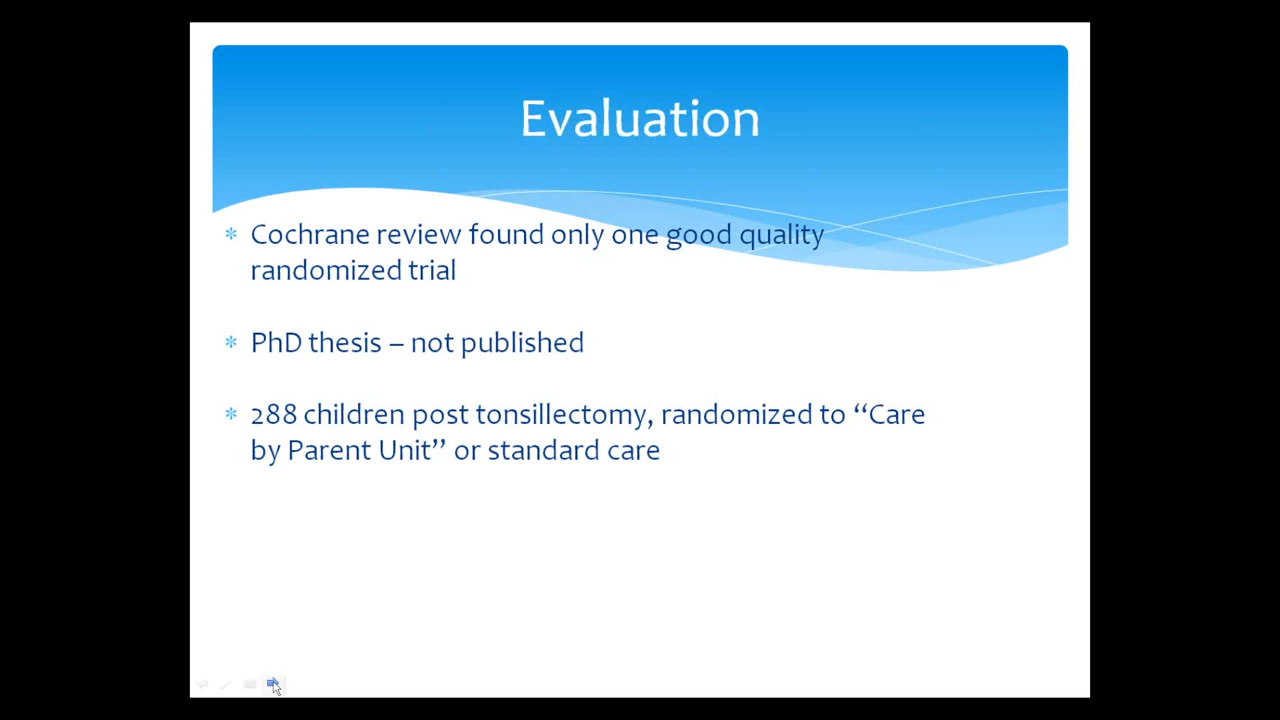 Evaluation
Cochrane review found only one good quality
randomized trial
PhD thesis – not published
288 children post tonsillectomy, randomized to “Care
by Parent Unit” or standard care